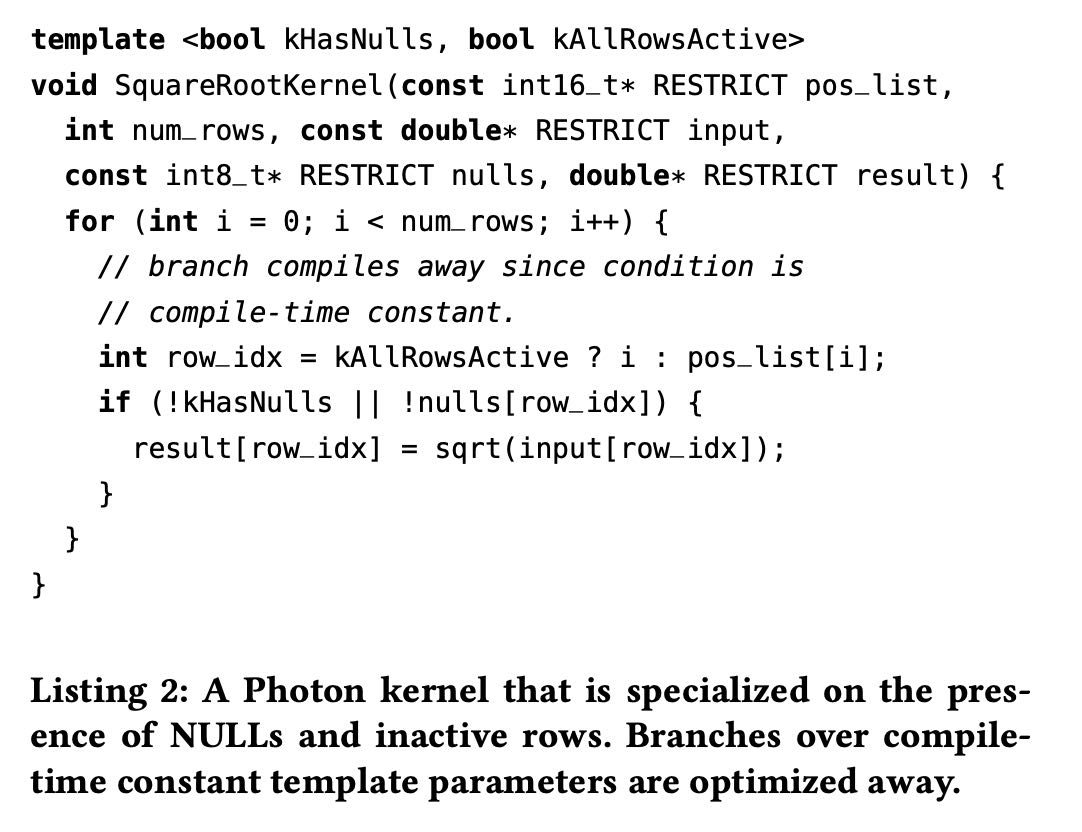 template <bool kHasNulls, bool kAllRowsActive>
void SquareRootKernel(const int16_t* RESTRICT pos_list,
  int num_rows, const double* RESTRICT input,
  const int8_t* RESTRICT nulls, double* RESTRICT result) {
  for (int i = 0; i < num_rows; i++) {
    // branch compiles away since condition is
    // compile-time constant.
    int row_idx = kAllRowsActive ? i : pos_list[i];
    if (!kHasNulls || !nulls[row_idx]) {
      result[row_idx] = sqrt(input[row_idx]);
    }
  }
}
Listing 2: A Photon kernel that is specialized on the pres-
ence of NULLs and inactive rows. Branches over compile-
time constant template parameters are optimized away.